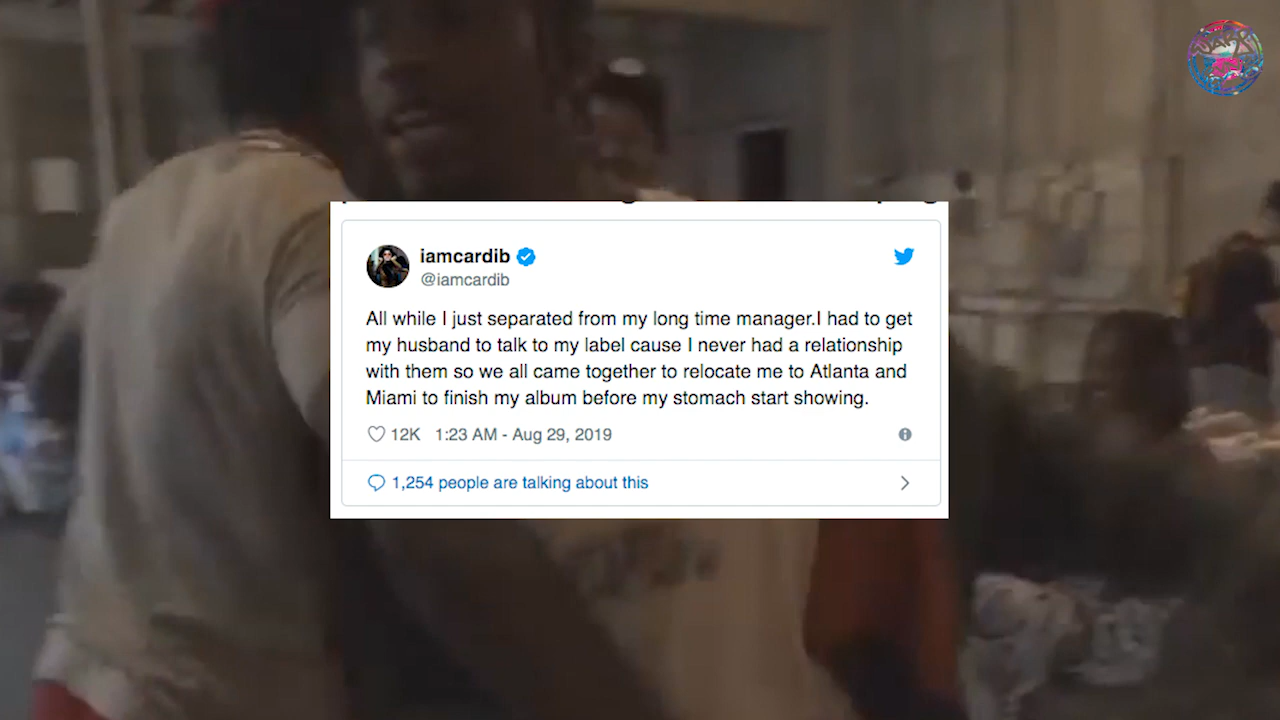 iamcardib
@iamcardib
All while I just separated from my long time manager.I had to get
my husband to talk to my label cause I never had a relationship
with them so we all came together to relocate me to Atlanta and
Miami to finish my album before my stomach start showing.
12K 1:23 AM - Aug 29, 2019
1,254 people are talking about this